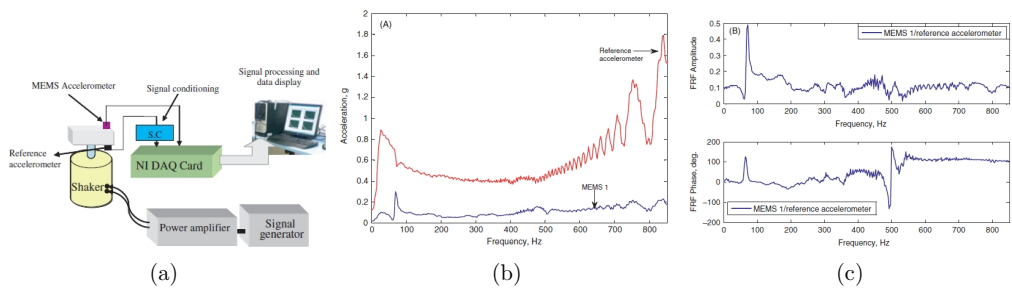 Signal processing and
data display
MEMS Accelerometer
Signal conditioning
S.C
Reference
accelerometer
NI DAQ Card
Shaker
Power amplifier
Signal
generator
(a)
(A)
2
1.8
1.6
1.4
1.2
1
0.8
0.6
0.4
0.2
0
Acceleration, g
Reference
accelerometer
MEMS 1
0 100 200 300 400 500 600 700 800
Frequency, Hz
(b)
(B)
MEMS 1/reference accelerometer
0.5
0.4
0.3
0.2
0.1
0
FRF Amplitude
0 100 200 300 400 500 600 700 800
Frequency, Hz
200
100
0
−100
−200
FRF Phase, deg.
MEMS 1/reference accelerometer
0 100 200 300 400 500 600 700 800
Frequency, Hz
(c)